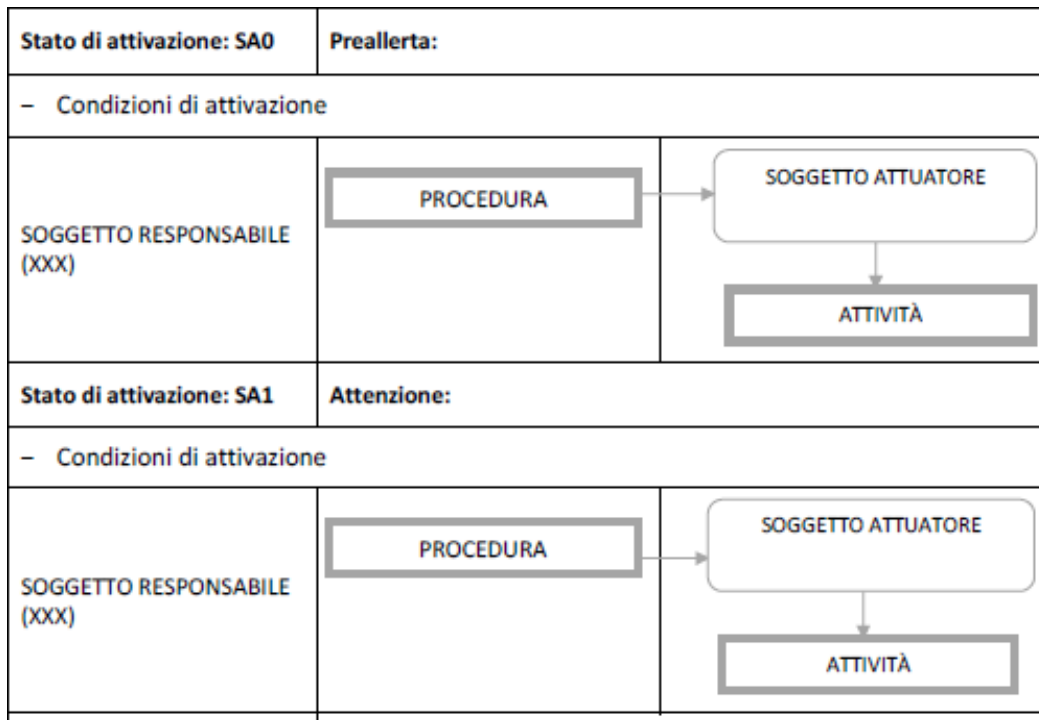 Stato di attivazione: SA0
Preallerta:
– Condizioni di attivazione
SOGGETTO RESPONSABILE
(XXX)
PROCEDURA
SOGGETTO ATTUATORE
ATTIVITÀ
Stato di attivazione: SA1
Attenzione:
– Condizioni di attivazione
SOGGETTO RESPONSABILE
(XXX)
PROCEDURA
SOGGETTO ATTUATORE
ATTIVITÀ